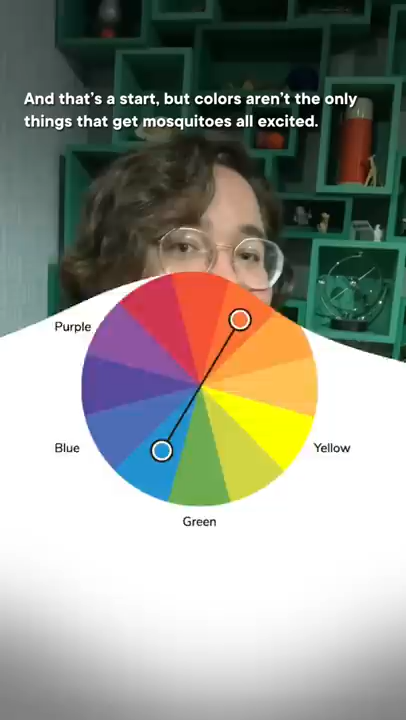 And that's a start, but colors aren't the only
things that get mosquitoes all excited.
Purple
Blue
Yellow
Green